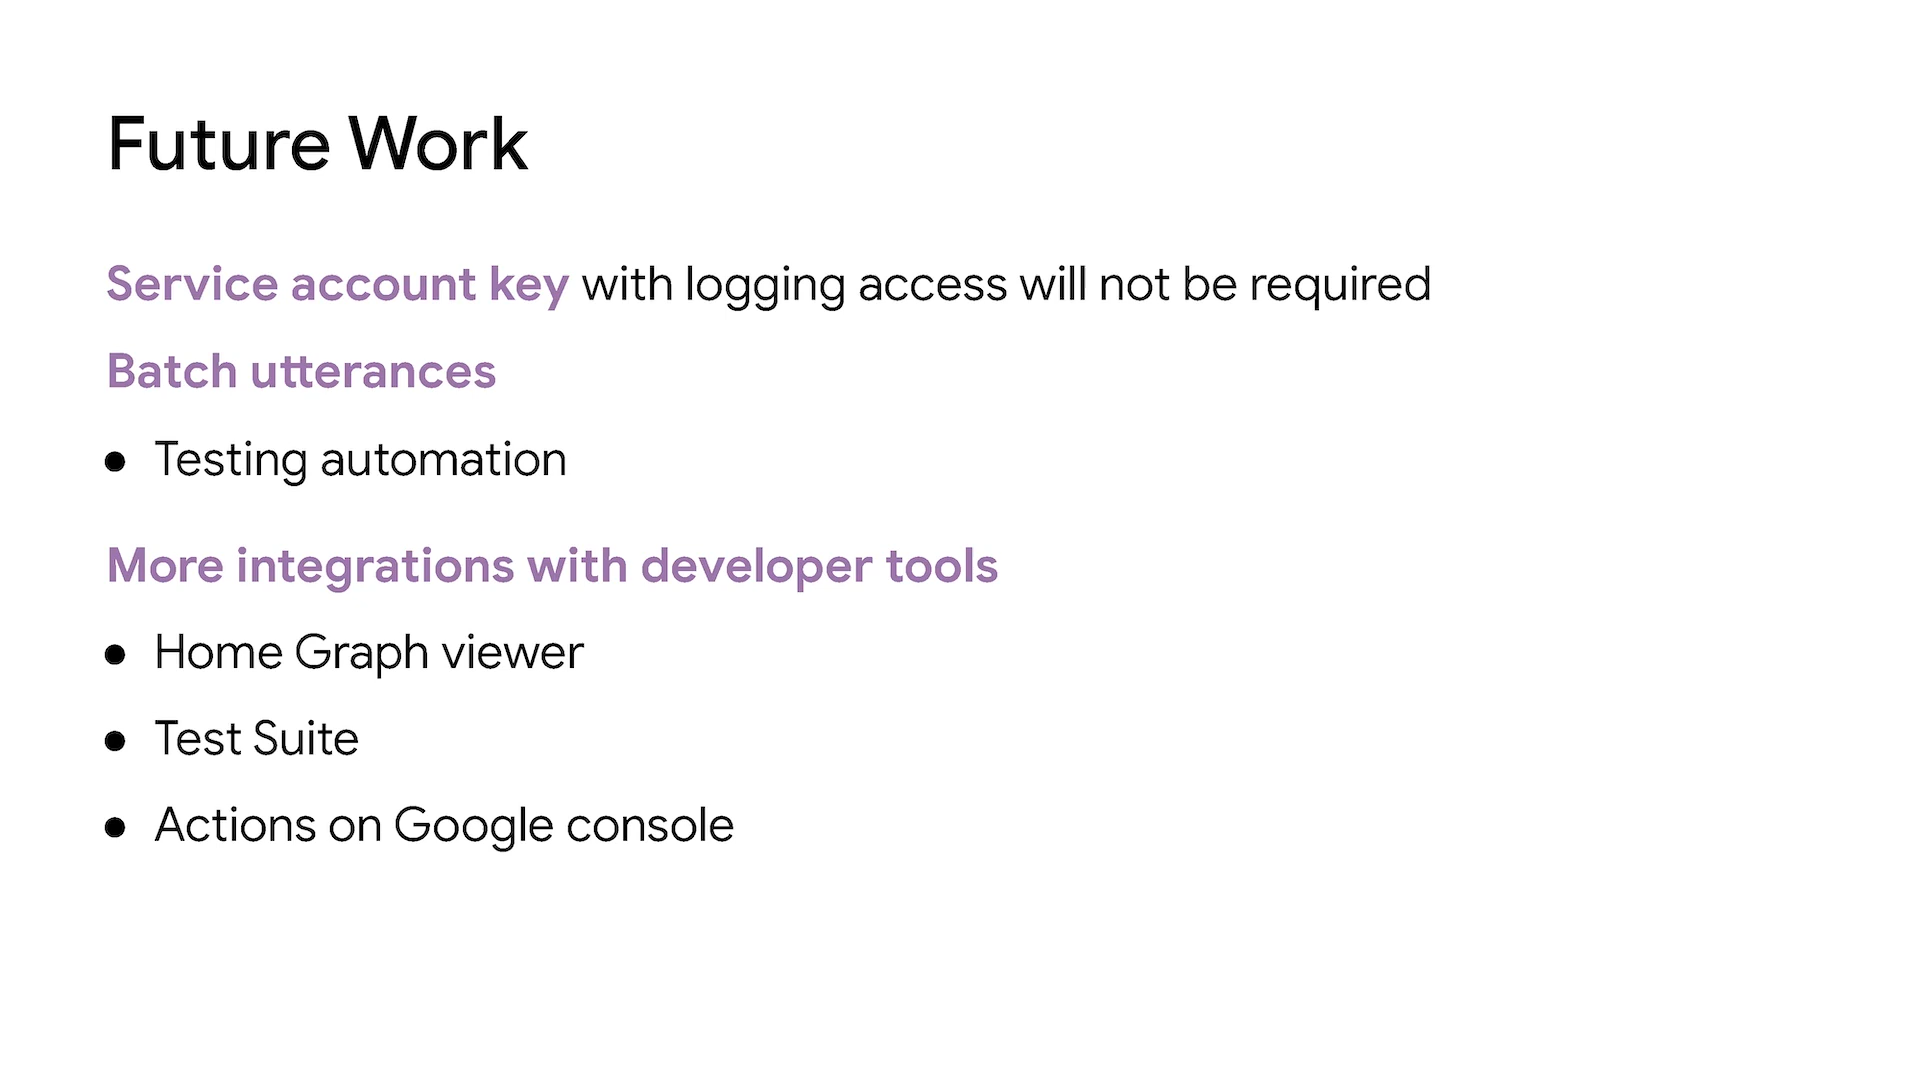 Future Work
Service account key with logging access will not be required
Batch utterances
● Testing automation
More integrations with developer tools
● Home Graph viewer
● Test Suite
● Actions on Google console